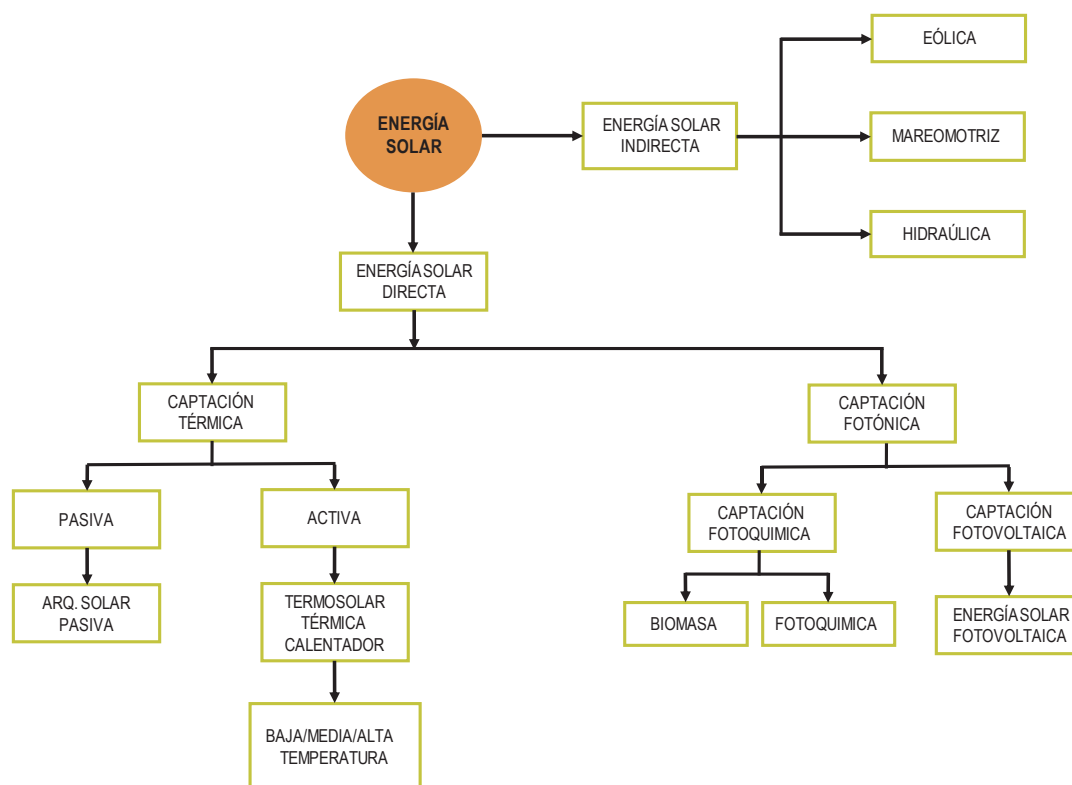 EÓLICA
ENERGÍA
SOLAR
ENERGÍA SOLAR
INDIRECTA
MAREOMOTRIZ
HIDRAÚLICA
ENERGÍA SOLAR
DIRECTA
CAPTACIÓN
TÉRMICA
CAPTACIÓN
FOTÓNICA
PASIVA
ACTIVA
CAPTACIÓN
FOTOQUIMICA
CAPTACIÓN
FOTOVOLTAICA
ARQ. SOLAR
PASIVA
TERMOSOLAR
TÉRMICA
CALENTADOR
BIOMASA
FOTOQUIMICA
ENERGÍA SOLAR
FOTOVOLTAICA
BAJA/MEDIA/ALTA
TEMPERATURA